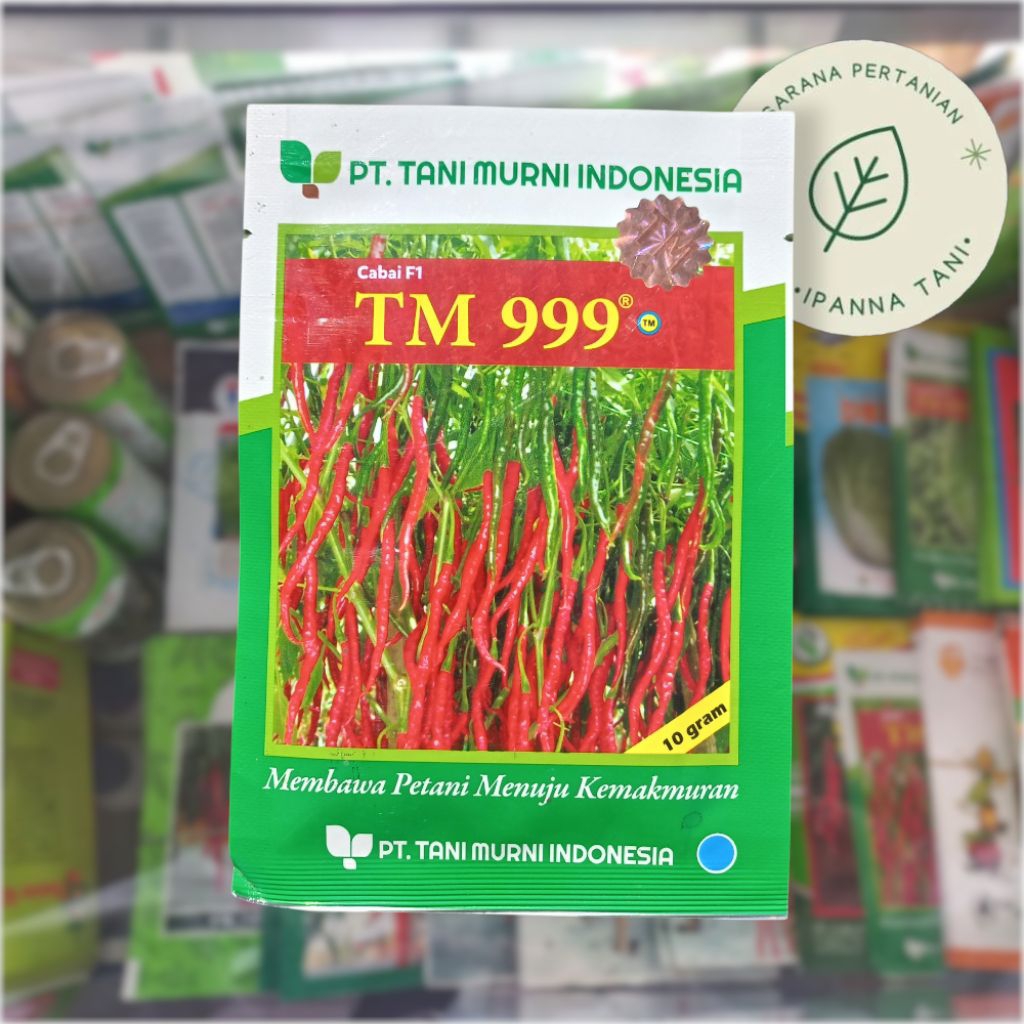 SARANA PERTANIAN
IPANNA TANI
PT. TANI MURNI INDONESIA
Cabai F1
TM 999®
TM
10 gram
Membawa Petani Menuju Kemakmuran
PT. TANI MURNI INDONESIA